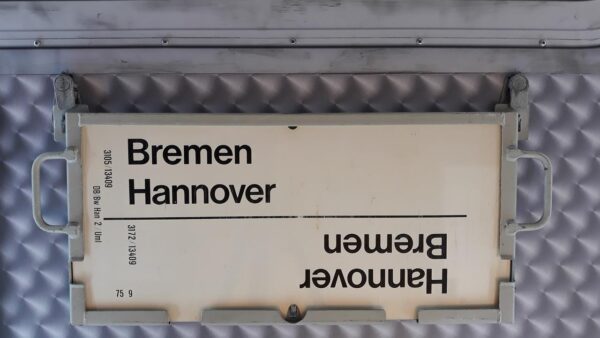 Bremen
Hannover
3105/13409
DB Bw Han 2 Uml
3172/13409
75 9
Hannover
Bremen